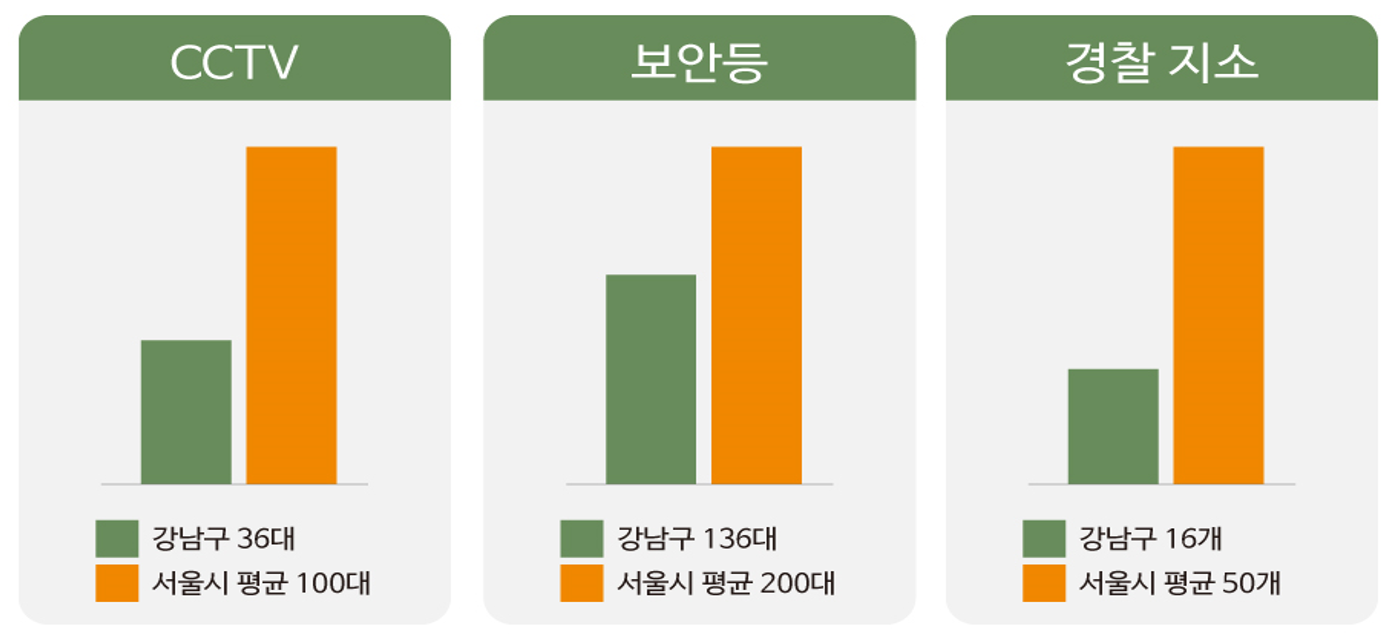 CCTV
강남구 36대
서울시 평균 100대
보안등
강남구 136대
서울시 평균 200대
경찰 지소
강남구 16개
서울시 평균 50개